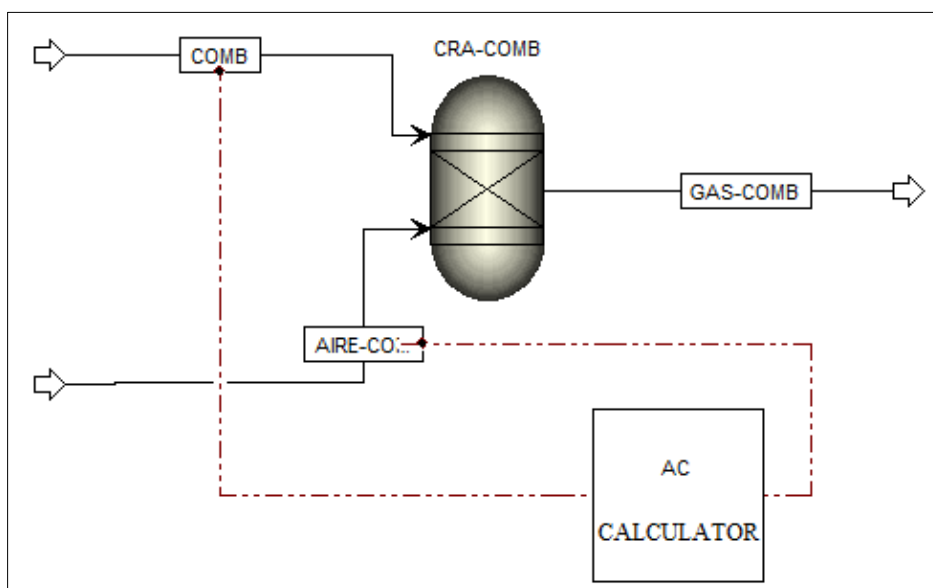 COMB
CRA-COMB
GAS-COMB
AIRE-CO...
AC
CALCULATOR